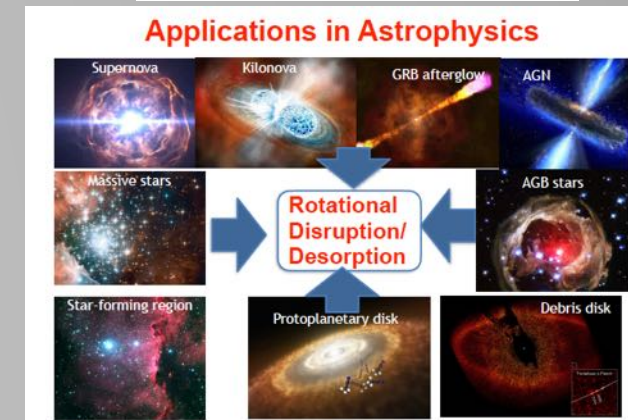 Applications in Astrophysics
Supernova
Kilonova
GRB afterglow
AGN
Massive stars
AGB stars
Rotational
Disruption/
Desorption
Star-forming region
Protoplanetary disk
Debris disk